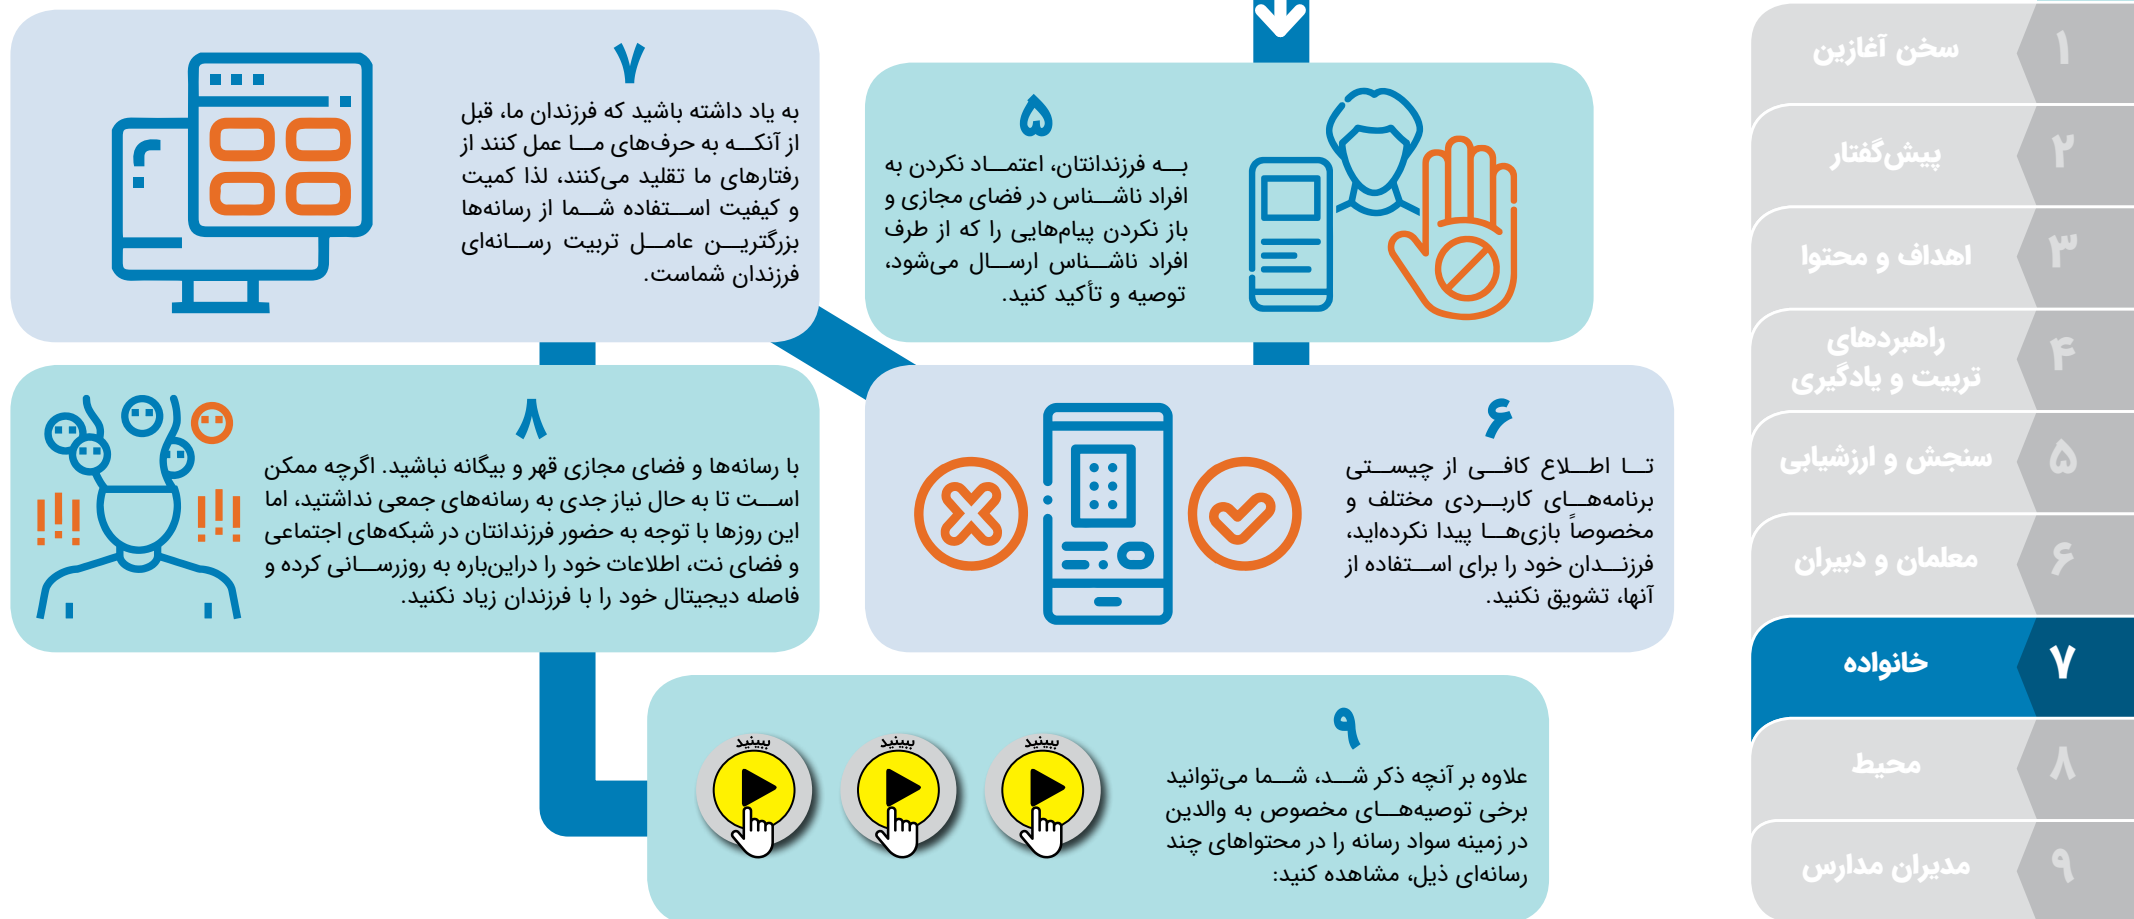 ۵
به فرزندانتان، اعتماد نکردن به
افراد ناشناس در فضای مجازی و
باز نکردن پیام‌هایی را که از طرف
افراد ناشناس ارسال می‌شود،
توصیه و تأکید کنید.
۶
تا اطلاع کافی از چیستی
برنامه‌های کاربردی مختلف و
مخصوصاً بازی‌ها پیدا نکرده‌اید،
فرزندان خود را برای استفاده از
آنها، تشویق نکنید.
۷
به یاد داشته باشید که فرزندان ما، قبل
از آنکه به حرف‌های ما عمل کنند از
رفتارهای ما تقلید می‌کنند، لذا کمیت
و کیفیت استفاده شما از رسانه‌ها
بزرگترین عامل تربیت رسانه‌ای
فرزندان شماست.
۸
با رسانه‌ها و فضای مجازی قهر و بیگانه نباشید. اگرچه ممکن
است تا به حال نیاز جدی به رسانه‌های جمعی نداشتید، اما
این روزها با توجه به حضور فرزندانتان در شبکه‌های اجتماعی
و فضای نت، اطلاعات خود را دراین‌باره به روزرسانی کرده و
فاصله دیجیتال خود را با فرزندان زیاد نکنید.
۹
علاوه بر آنچه ذکر شد، شما می‌توانید
برخی توصیه‌های مخصوص به والدین
در زمینه سواد رسانه را در محتواهای چند
رسانه‌ای ذیل، مشاهده کنید:
ببینید
ببینید
ببینید
۱ سخن آغازین
۲ پیش‌گفتار
۳ اهداف و محتوا
۴ راهبردهای
تربیت و یادگیری
۵ سنجش و ارزشیابی
۶ معلمان و دبیران
۷ خانواده
۸ محیط
۹ مدیران مدارس